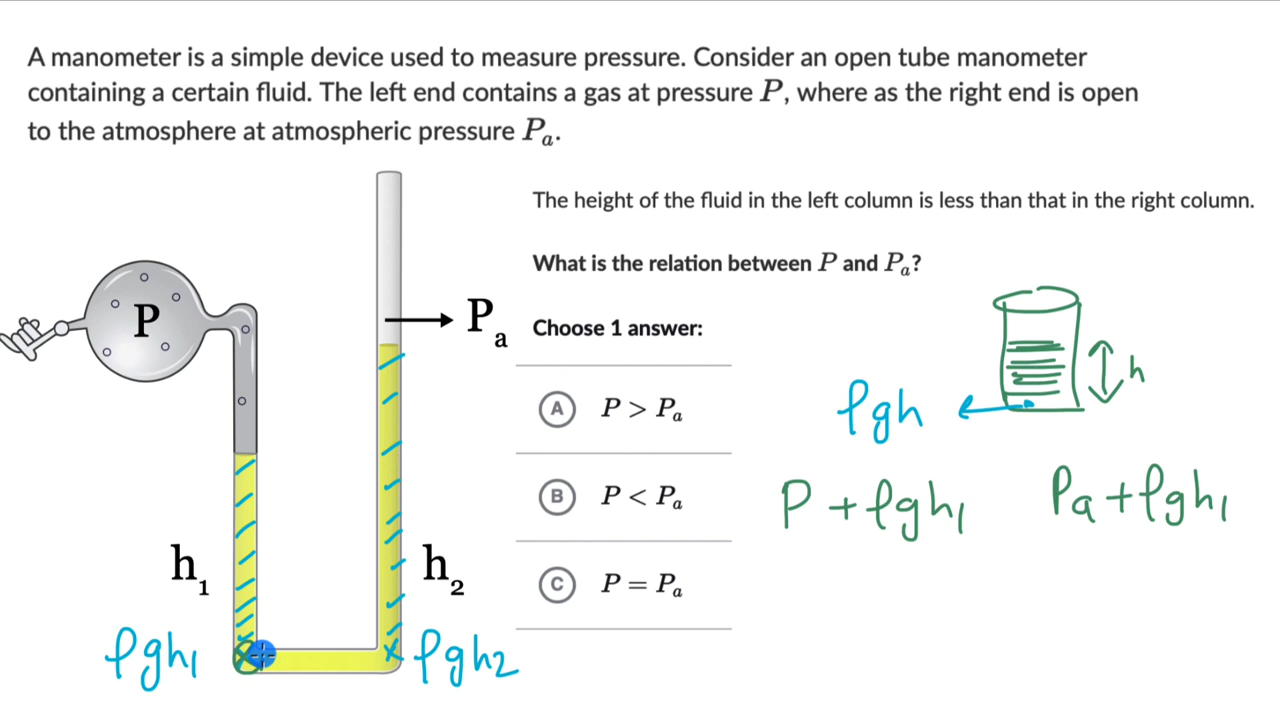 A manometer is a simple device used to measure pressure. Consider an open tube manometer
containing a certain fluid. The left end contains a gas at pressure P, where as the right end is open
to the atmosphere at atmospheric pressure Pₐ.
The height of the fluid in the left column is less than that in the right column.
What is the relation between P and Pₐ?
Choose 1 answer:
P
Pₐ
A P > Pₐ
B P < Pₐ
C P = Pₐ
h
ρgh
P + ρgh₁
Pₐ + ρgh₁
h₁
h₂
ρgh₁
ρgh₂